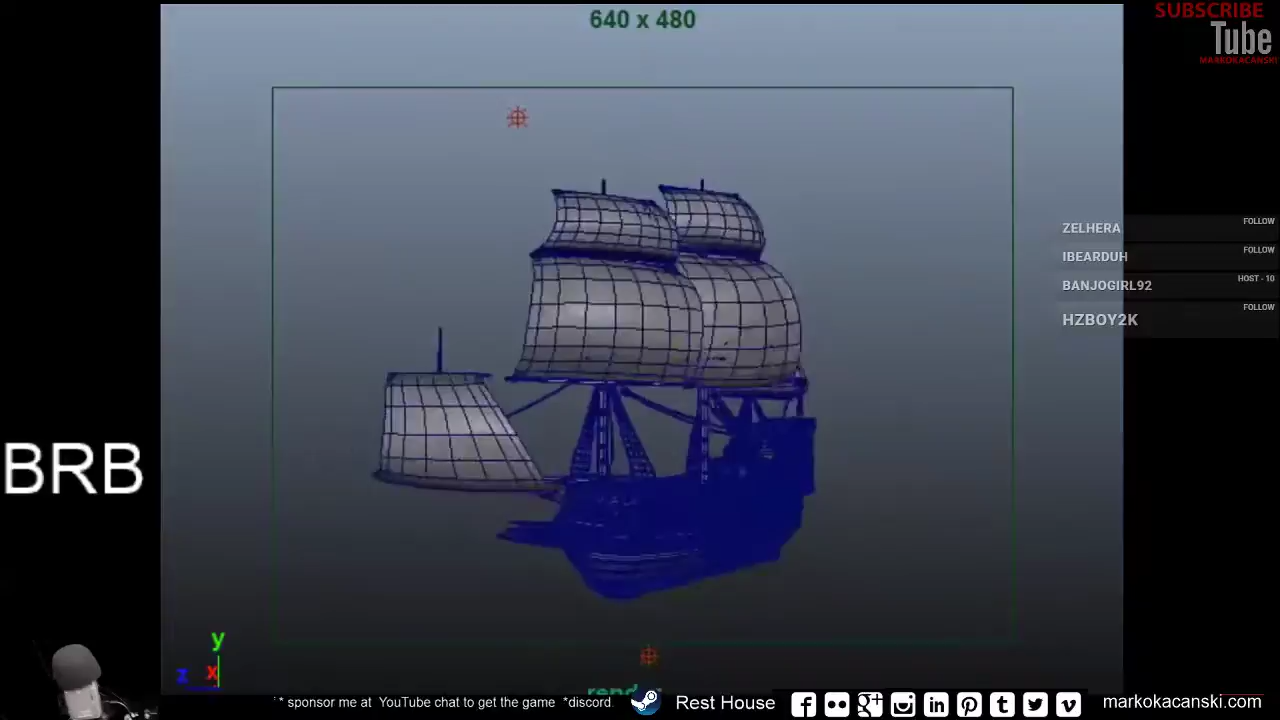 640 x 480
SUBSCRIBE
Tube
MARKOKACANSKI
ZELHERA FOLLOW
IBEARDUH FOLLOW
BANJOGIRL92 HOST - 10
HZBOY2K FOLLOW
BRB
y
z x
* sponsor me at YouTube chat to get the game *discord
Rest House
markokacanski.com